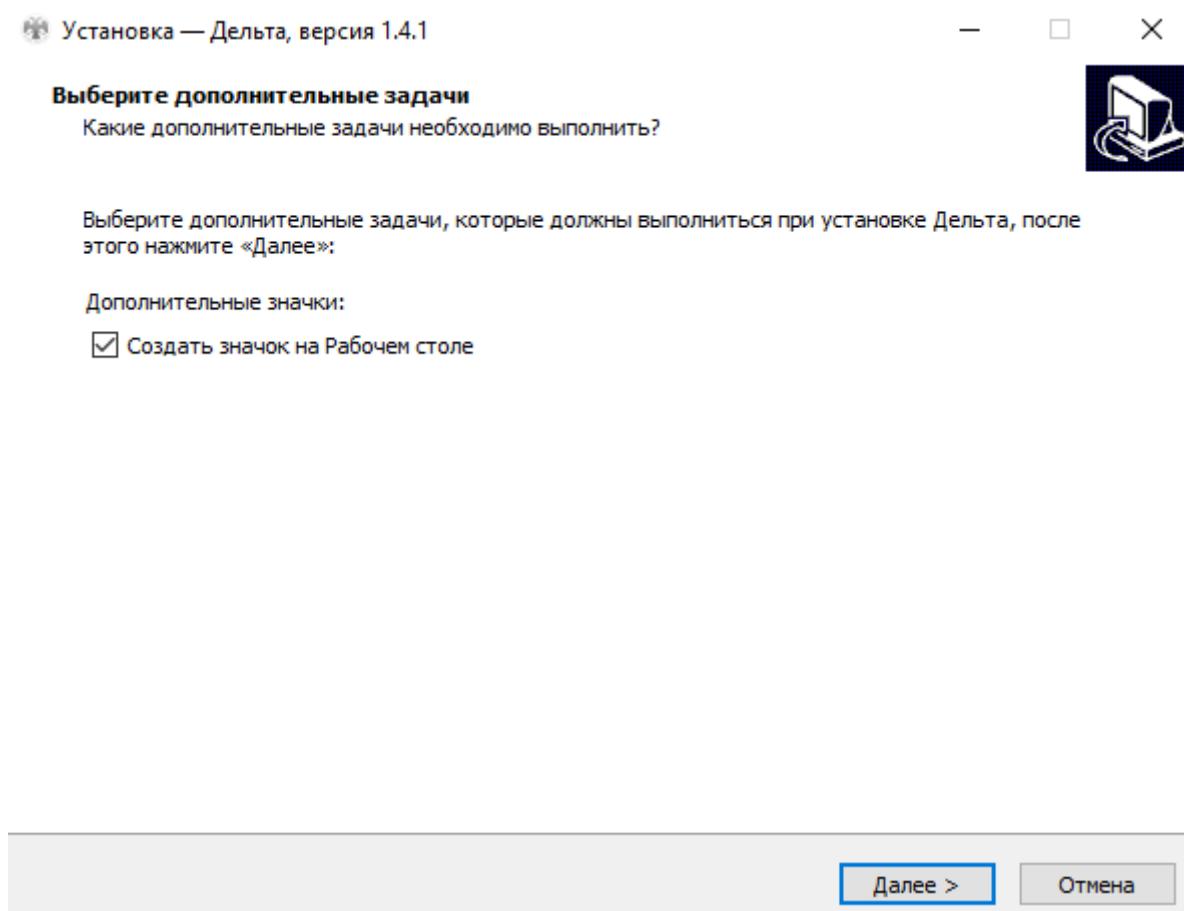 Установка — Дельта, версия 1.4.1
Выберите дополнительные задачи
Какие дополнительные задачи необходимо выполнить?
Выберите дополнительные задачи, которые должны выполниться при установке Дельта, после
этого нажмите «Далее»:
Дополнительные значки:
Создать значок на Рабочем столе
Далее >
Отмена